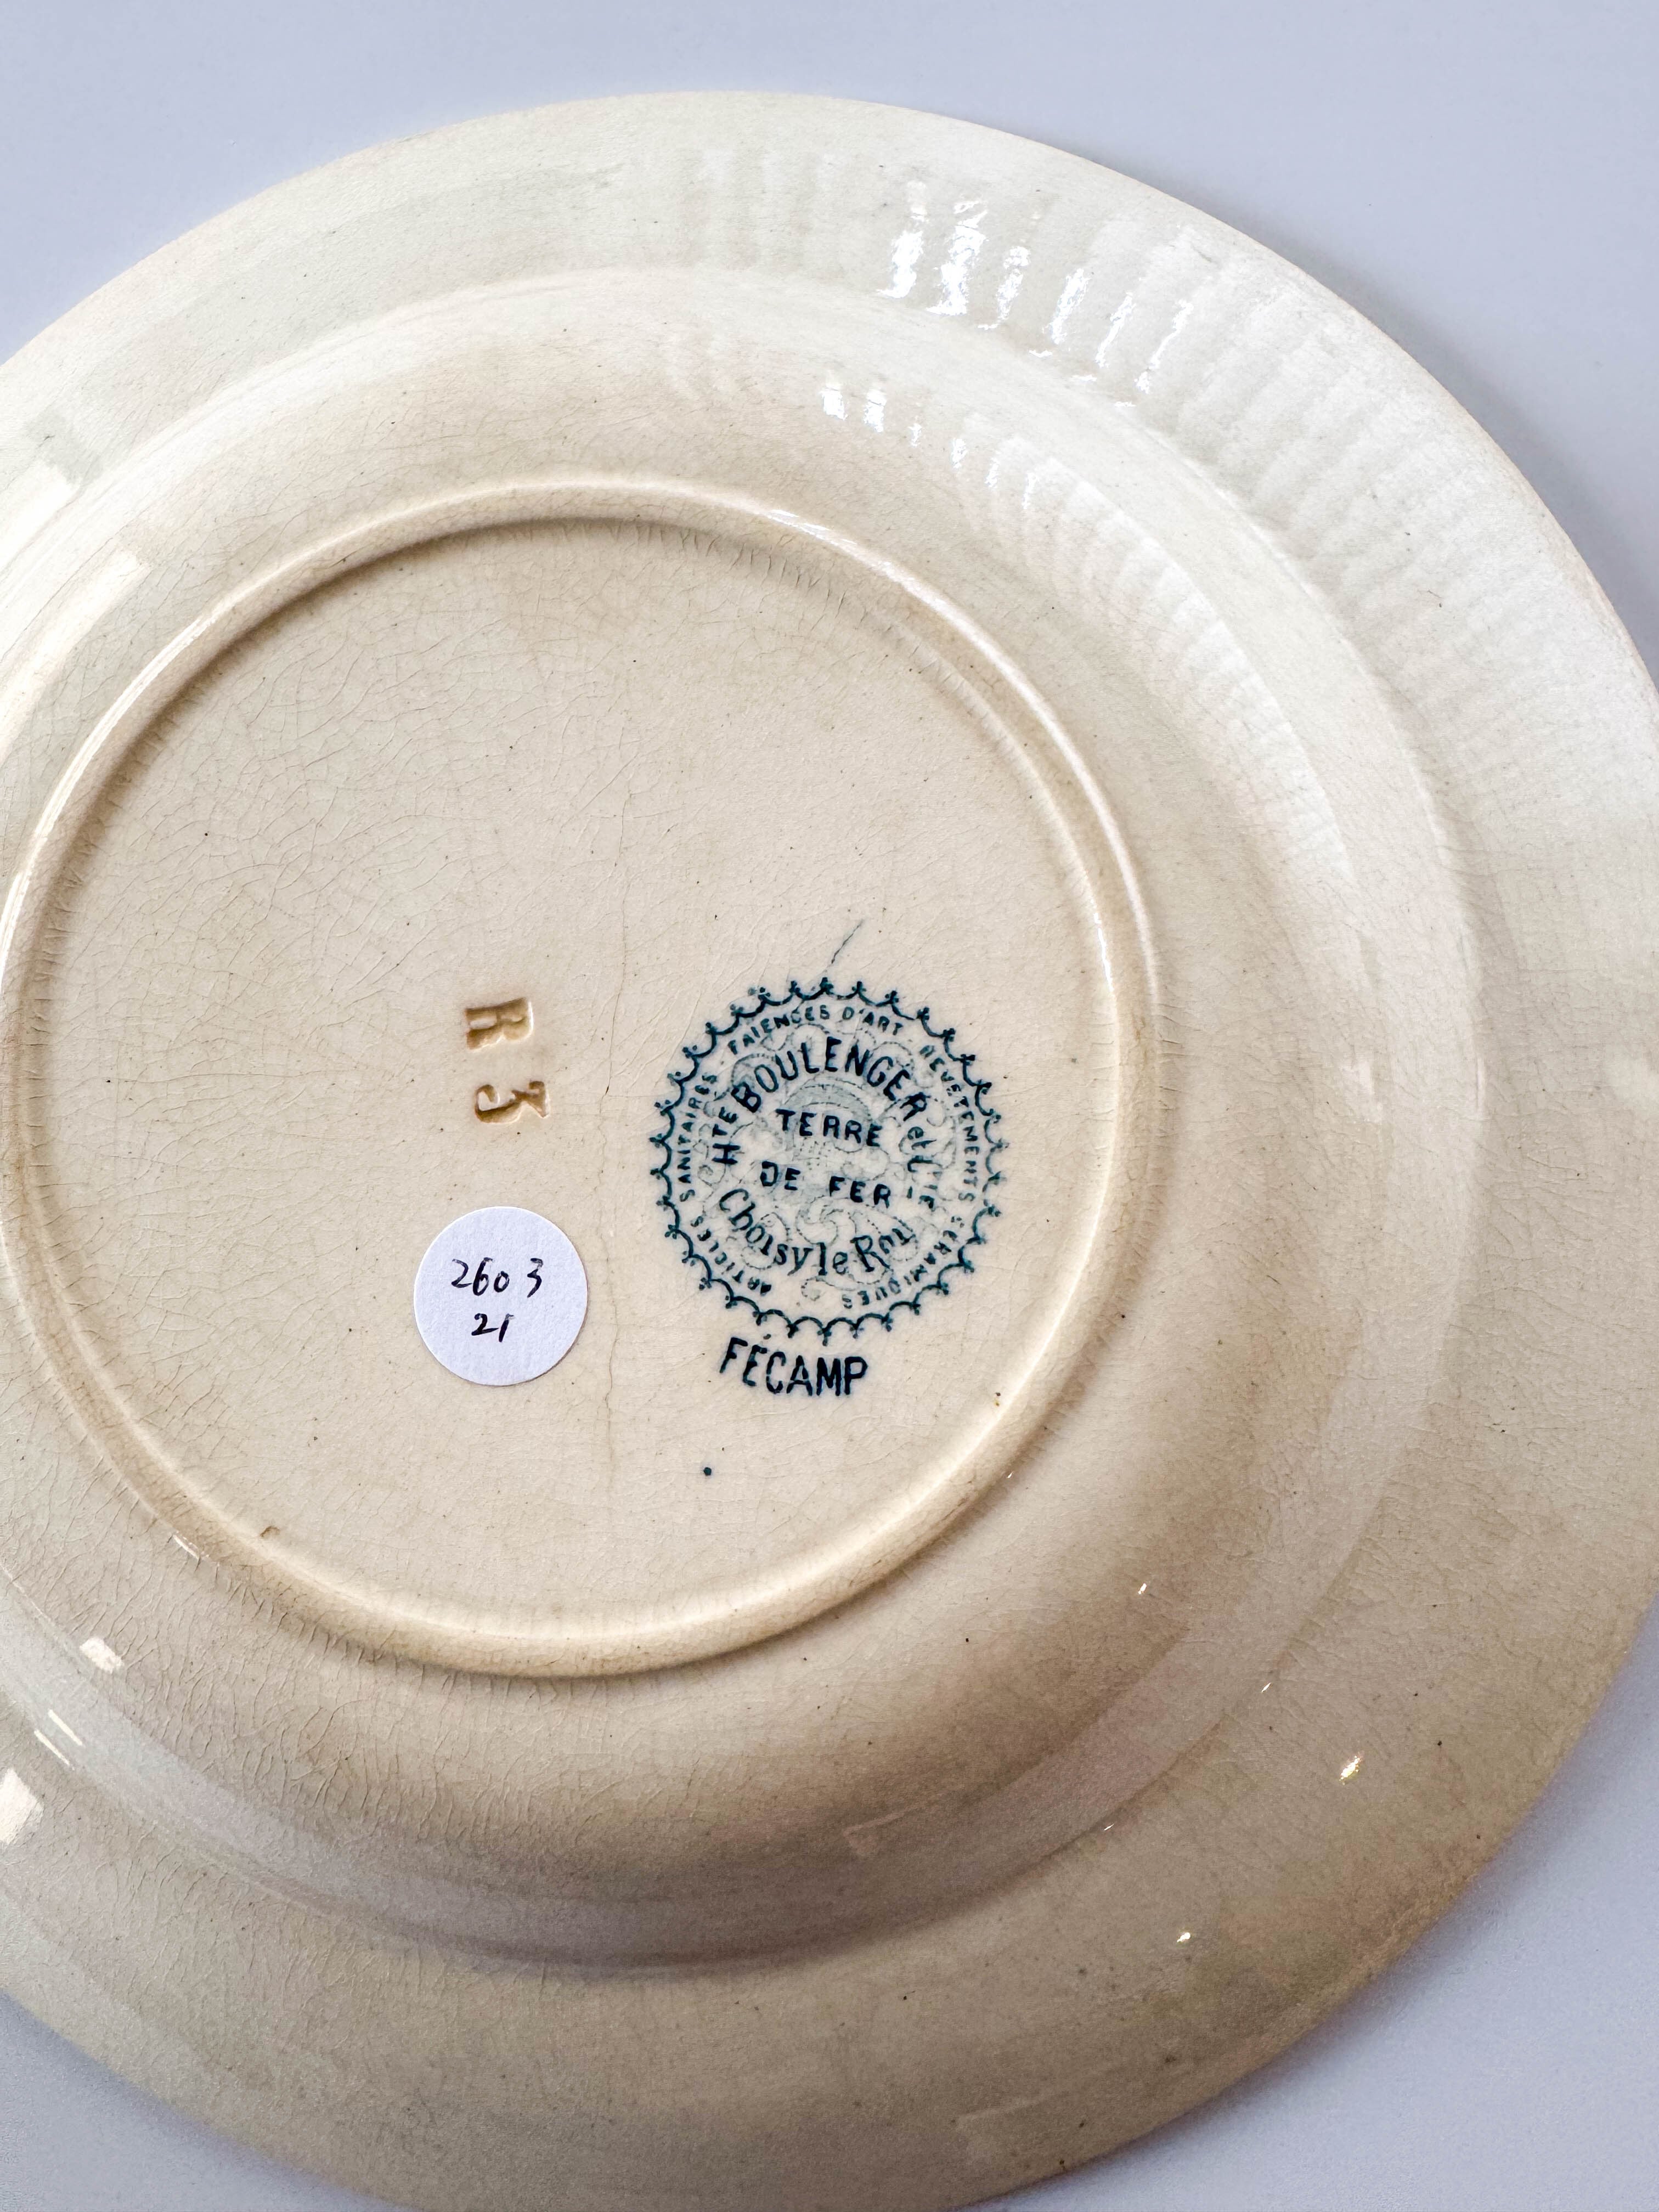 R
3
ARTICLES SANITAIRES - FAIENCES D'ART - REVETEMENTS CERAMIQUES
HTE BOULENGER et CIE
TERRE
DE FER
Choisy le Roi
FÉCAMP
2603
21